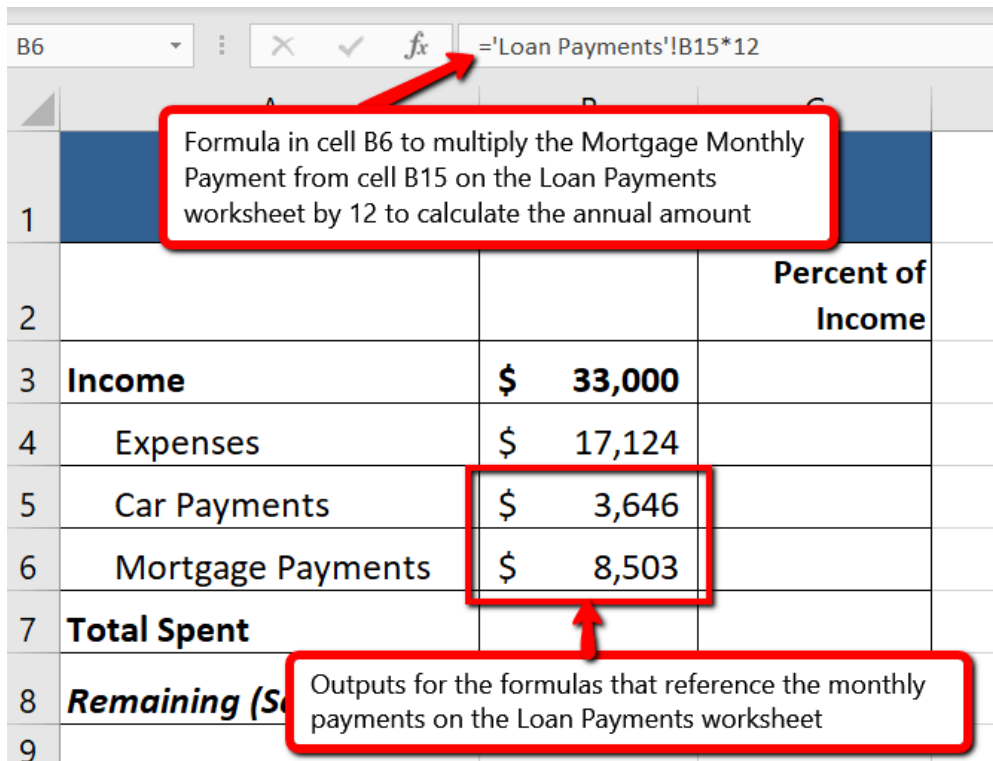 B6 fx ='Loan Payments'!B15*12
Formula in cell B6 to multiply the Mortgage Monthly
Payment from cell B15 on the Loan Payments
worksheet by 12 to calculate the annual amount
1
Percent of
2 Income
3 Income $ 33,000
4 Expenses $ 17,124
5 Car Payments $ 3,646
6 Mortgage Payments $ 8,503
7 Total Spent
Outputs for the formulas that reference the monthly
8 Remaining
payments on the Loan Payments worksheet
9